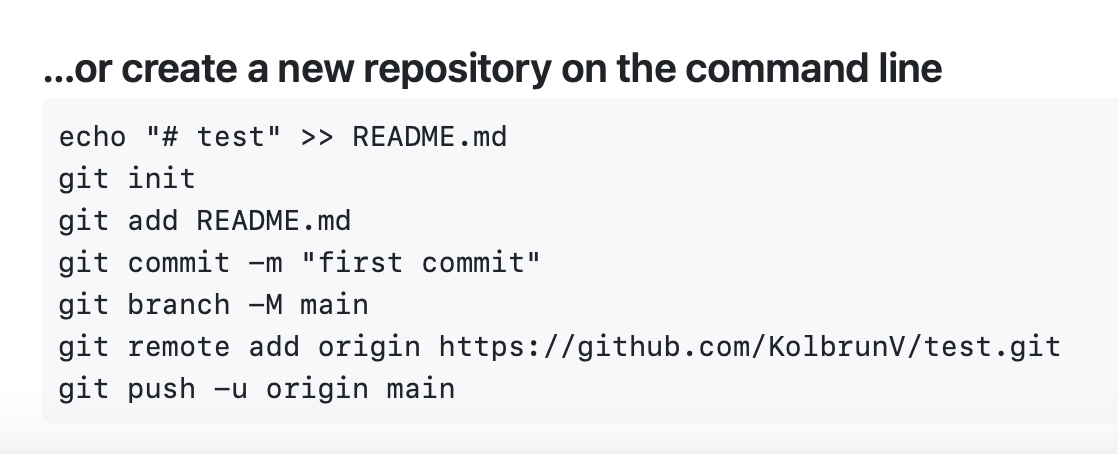 ...or create a new repository on the command line
echo "# test" >> README.md
git init
git add README.md
git commit -m "first commit"
git branch -M main
git remote add origin https://github.com/KolbrunV/test.git
git push -u origin main